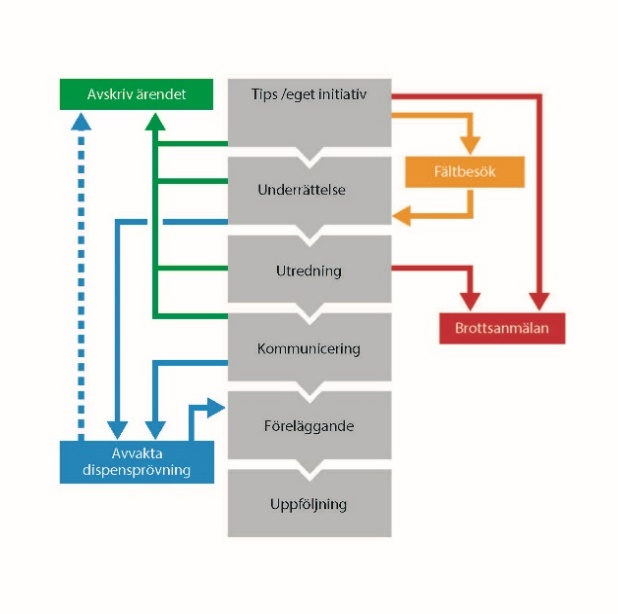 Avskriv ärendet
Tips /eget initiativ
Fältbesök
Underrättelse
Utredning
Brottsanmälan
Kommunicering
Föreläggande
Avvakta
dispensprövning
Uppföljning